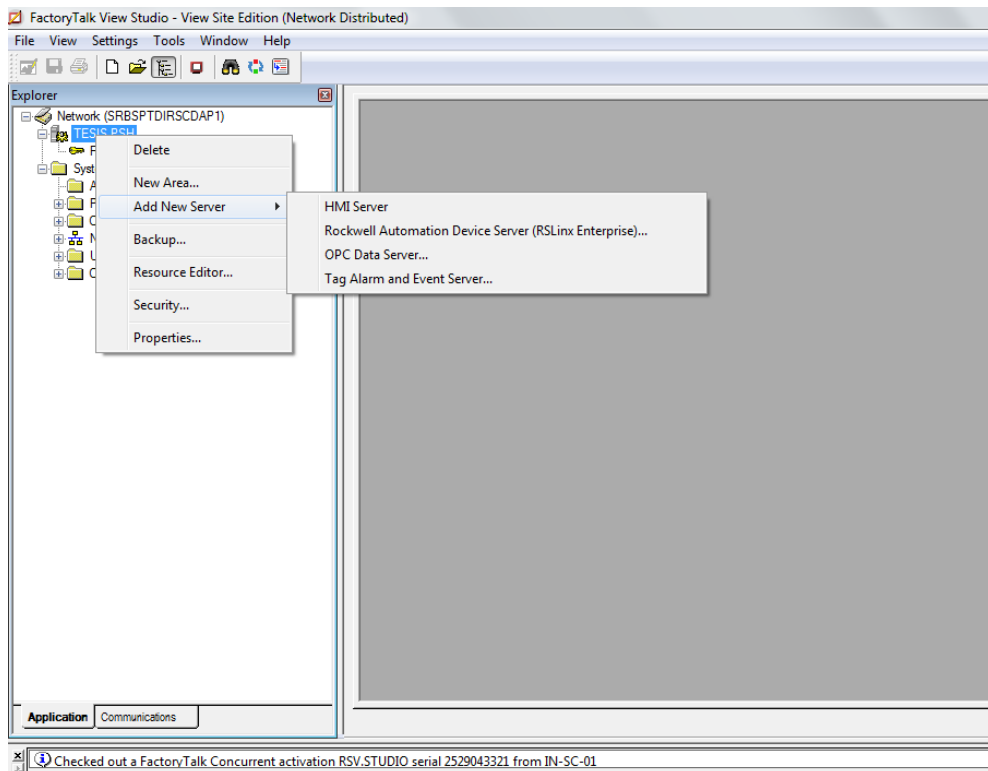 FactoryTalk View Studio - View Site Edition (Network Distributed)
File View Settings Tools Window Help
Explorer
Network (SRBSPTDIRSCDAP1)
TESIS PSH
Syst
Delete
New Area...
Add New Server
Backup...
Resource Editor...
Security...
Properties...
HMI Server
Rockwell Automation Device Server (RSLinx Enterprise)...
OPC Data Server...
Tag Alarm and Event Server...
Application Communications
Checked out a FactoryTalk Concurrent activation RSV.STUDIO serial 2529043321 from IN-SC-01